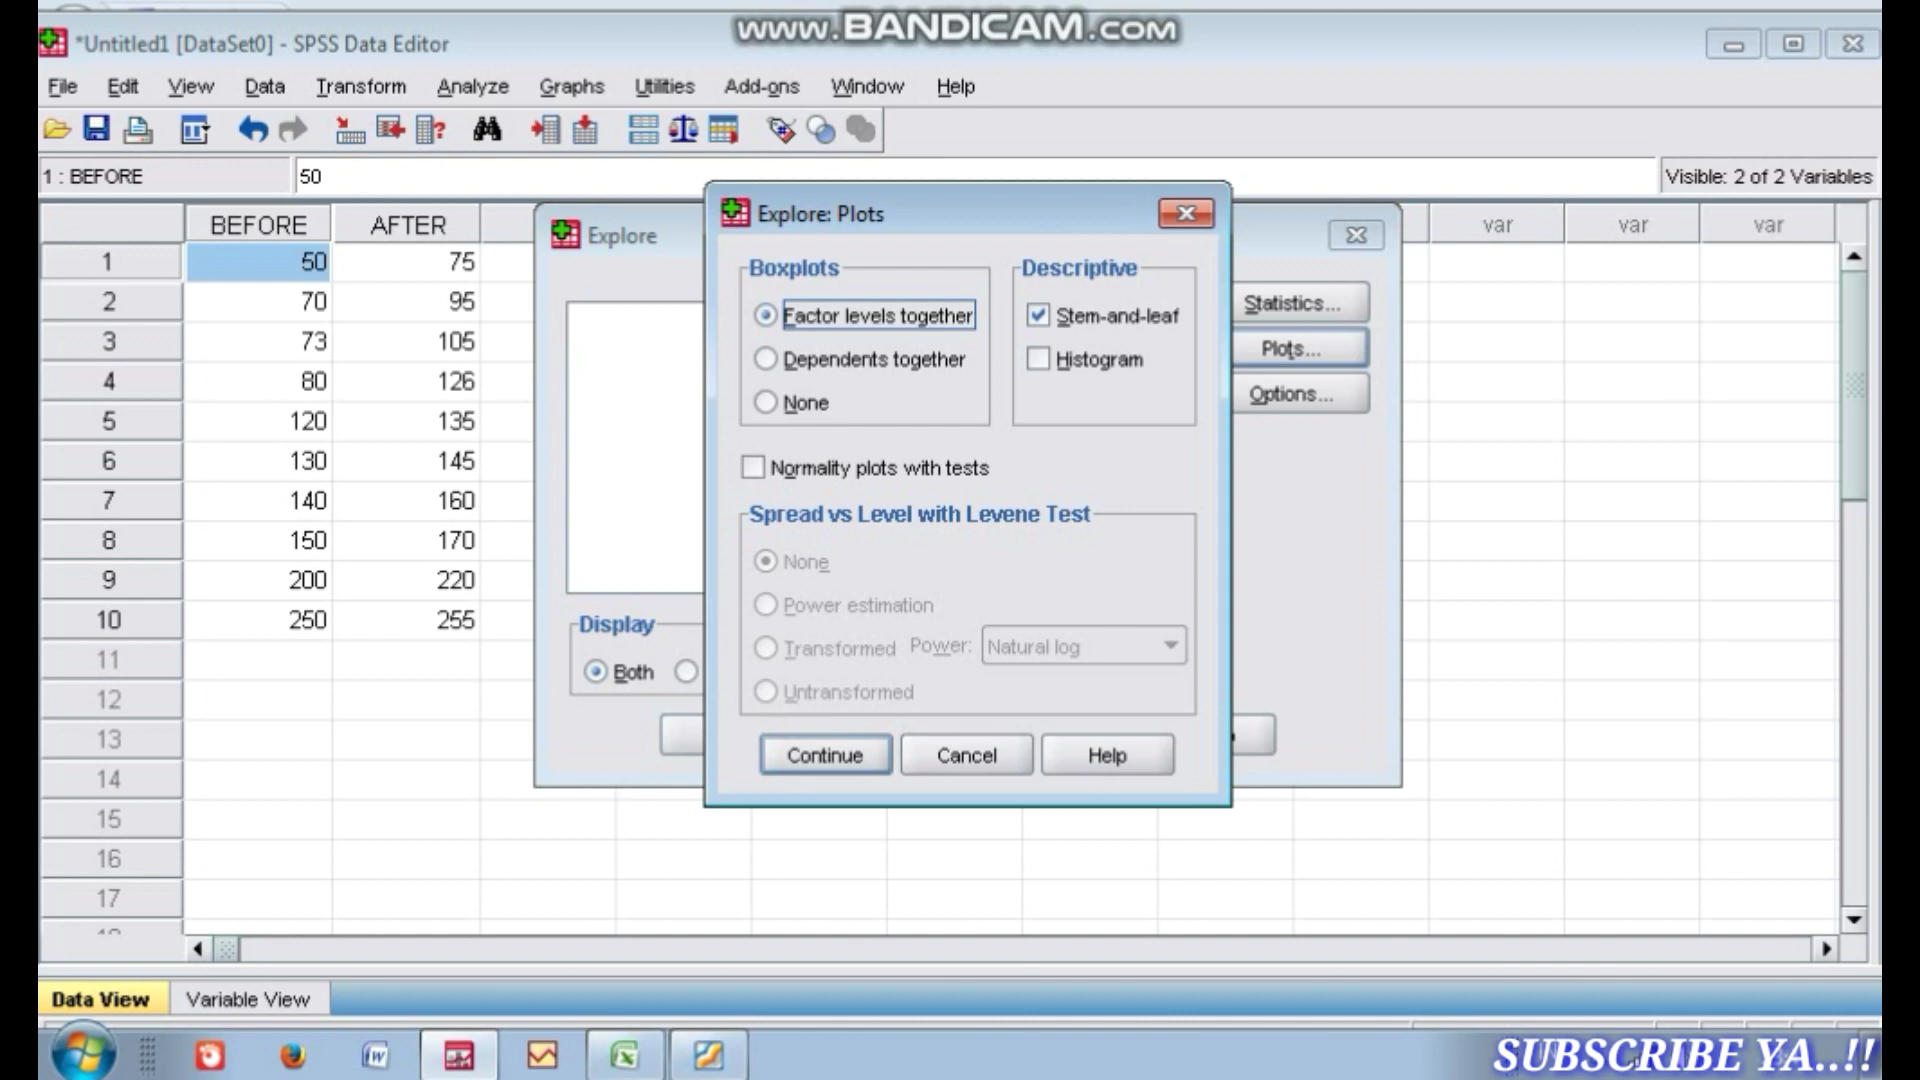 www.BANDICAM.com
*Untitled1 [DataSet0] - SPSS Data Editor
File Edit View Data Transform Analyze Graphs Utilities Add-ons Window Help
1 : BEFORE 50 Visible: 2 of 2 Variables
BEFORE AFTER var var var
1 50 75
2 70 95
3 73 105
4 80 126
5 120 135
6 130 145
7 140 160
8 150 170
9 200 220
10 250 255
11
12
13
14
15
16
17
Explore
Statistics...
Plots...
Options...
Display
Both
Explore: Plots
Boxplots
Factor levels together
Dependents together
None
Descriptive
Stem-and-leaf
Histogram
Normality plots with tests
Spread vs Level with Levene Test
None
Power estimation
Transformed Power: Natural log
Untransformed
Continue Cancel Help
Data View Variable View
SUBSCRIBE YA..!!